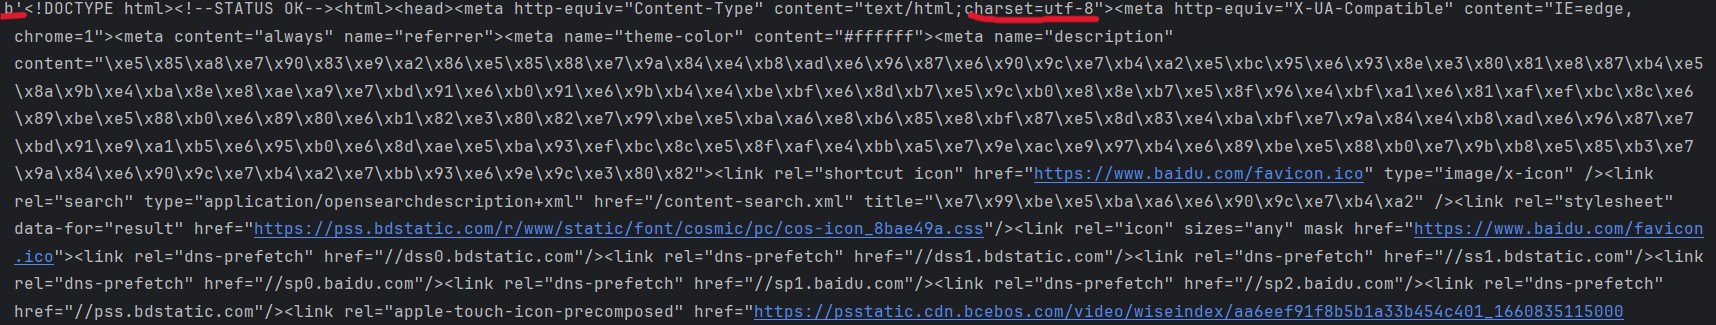 b'<!DOCTYPE html><!--STATUS OK--><html><head><meta http-equiv="Content-Type" content="text/html;charset=utf-8"><meta http-equiv="X-UA-Compatible" content="IE=edge,
chrome=1"><meta content="always" name="referrer"><meta name="theme-color" content="#ffffff"><meta name="description"
content="\xe5\x85\xa8\xe7\x90\x83\xe9\xa2\x86\xe5\x85\x88\xe7\x9a\x84\xe4\xb8\xad\xe6\x96\x87\xe6\x90\x9c\xe7\xb4\xa2\xe5\xbc\x95\xe6\x93\x8e\xe3\x80\x81\xe8\x87\xb4\xe5
\x8a\x9b\xe4\xba\x8e\xe8\xae\xa9\xe7\xbd\x91\xe6\xb0\x91\xe6\x9b\xb4\xe4\xbe\xbf\xe6\x8d\xb7\xe5\x9c\xb0\xe8\x8e\xb7\xe5\x8f\x96\xe4\xbf\xa1\xe6\x81\xaf\xef\xbc\x8c\xe6
\x89\xbe\xe5\x88\xb0\xe6\x89\x80\xe6\xb1\x82\xe3\x80\x82\xe7\x99\xbe\xe5\xba\xa6\xe8\xb6\x85\xe8\xbf\x87\xe5\x8d\x83\xe4\xba\xbf\xe7\x9a\x84\xe4\xb8\xad\xe6\x96\x87\xe7
\xbd\x91\xe9\xa1\xb5\xe6\x95\xb0\xe6\x8d\xae\xe5\xba\x93\xef\xbc\x8c\xe5\x8f\xaf\xe4\xbb\xa5\xe7\x9e\xac\xe9\x97\xb4\xe6\x89\xbe\xe5\x88\xb0\xe7\x9b\xb8\xe5\x85\xb3\xe7
\x9a\x84\xe6\x90\x9c\xe7\xb4\xa2\xe7\xbb\x93\xe6\x9e\x9c\xe3\x80\x82"><link rel="shortcut icon" href="https://www.baidu.com/favicon.ico" type="image/x-icon" /><link
rel="search" type="application/opensearchdescription+xml" href="/content-search.xml" title="\xe7\x99\xbe\xe5\xba\xa6\xe6\x90\x9c\xe7\xb4\xa2" /><link rel="stylesheet"
data-for="result" href="https://pss.bdstatic.com/r/www/static/font/cosmic/pc/cos-icon_8bae49a.css"/><link rel="icon" sizes="any" mask href="https://www.baidu.com/favicon
.ico"><link rel="dns-prefetch" href="//dss0.bdstatic.com"/><link rel="dns-prefetch" href="//dss1.bdstatic.com"/><link rel="dns-prefetch" href="//ss1.bdstatic.com"/><link
rel="dns-prefetch" href="//sp0.baidu.com"/><link rel="dns-prefetch" href="//sp1.baidu.com"/><link rel="dns-prefetch" href="//sp2.baidu.com"/><link rel="dns-prefetch"
href="//pss.bdstatic.com"/><link rel="apple-touch-icon-precomposed" href="https://psstatic.cdn.bcebos.com/video/wiseindex/aa6eef91f8b5b1a33b454c401_1660835115000